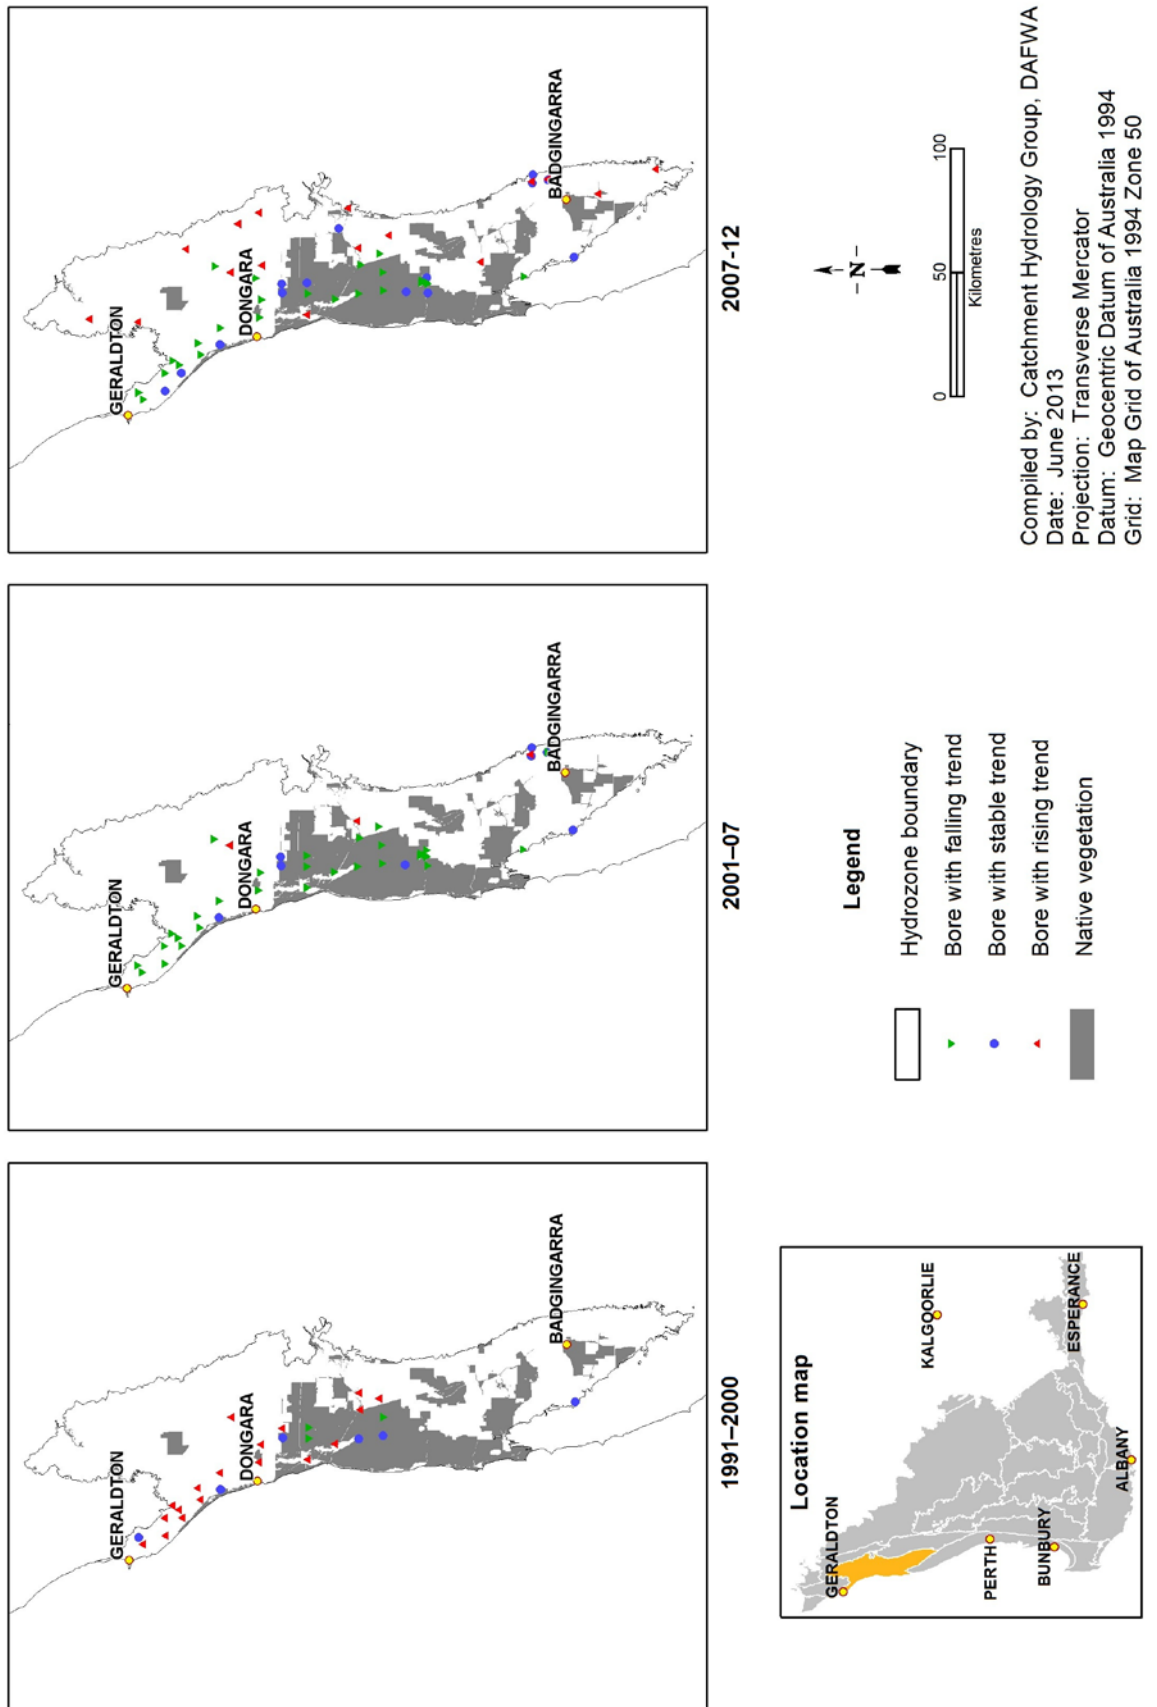 GERALDTON
DONGARA
BADGINGARRA
1991–2000
GERALDTON
DONGARA
BADGINGARRA
2001–07
GERALDTON
DONGARA
BADGINGARRA
2007-12
Location map
GERALDTON
KALGOORLIE
PERTH
BUNBURY
ESPERANCE
ALBANY
Legend
Hydrozone boundary
Bore with falling trend
Bore with stable trend
Bore with rising trend
Native vegetation
–N–
0 50 100
Kilometres
Compiled by: Catchment Hydrology Group, DAFWA
Date: June 2013
Projection: Transverse Mercator
Datum: Geocentric Datum of Australia 1994
Grid: Map Grid of Australia 1994 Zone 50